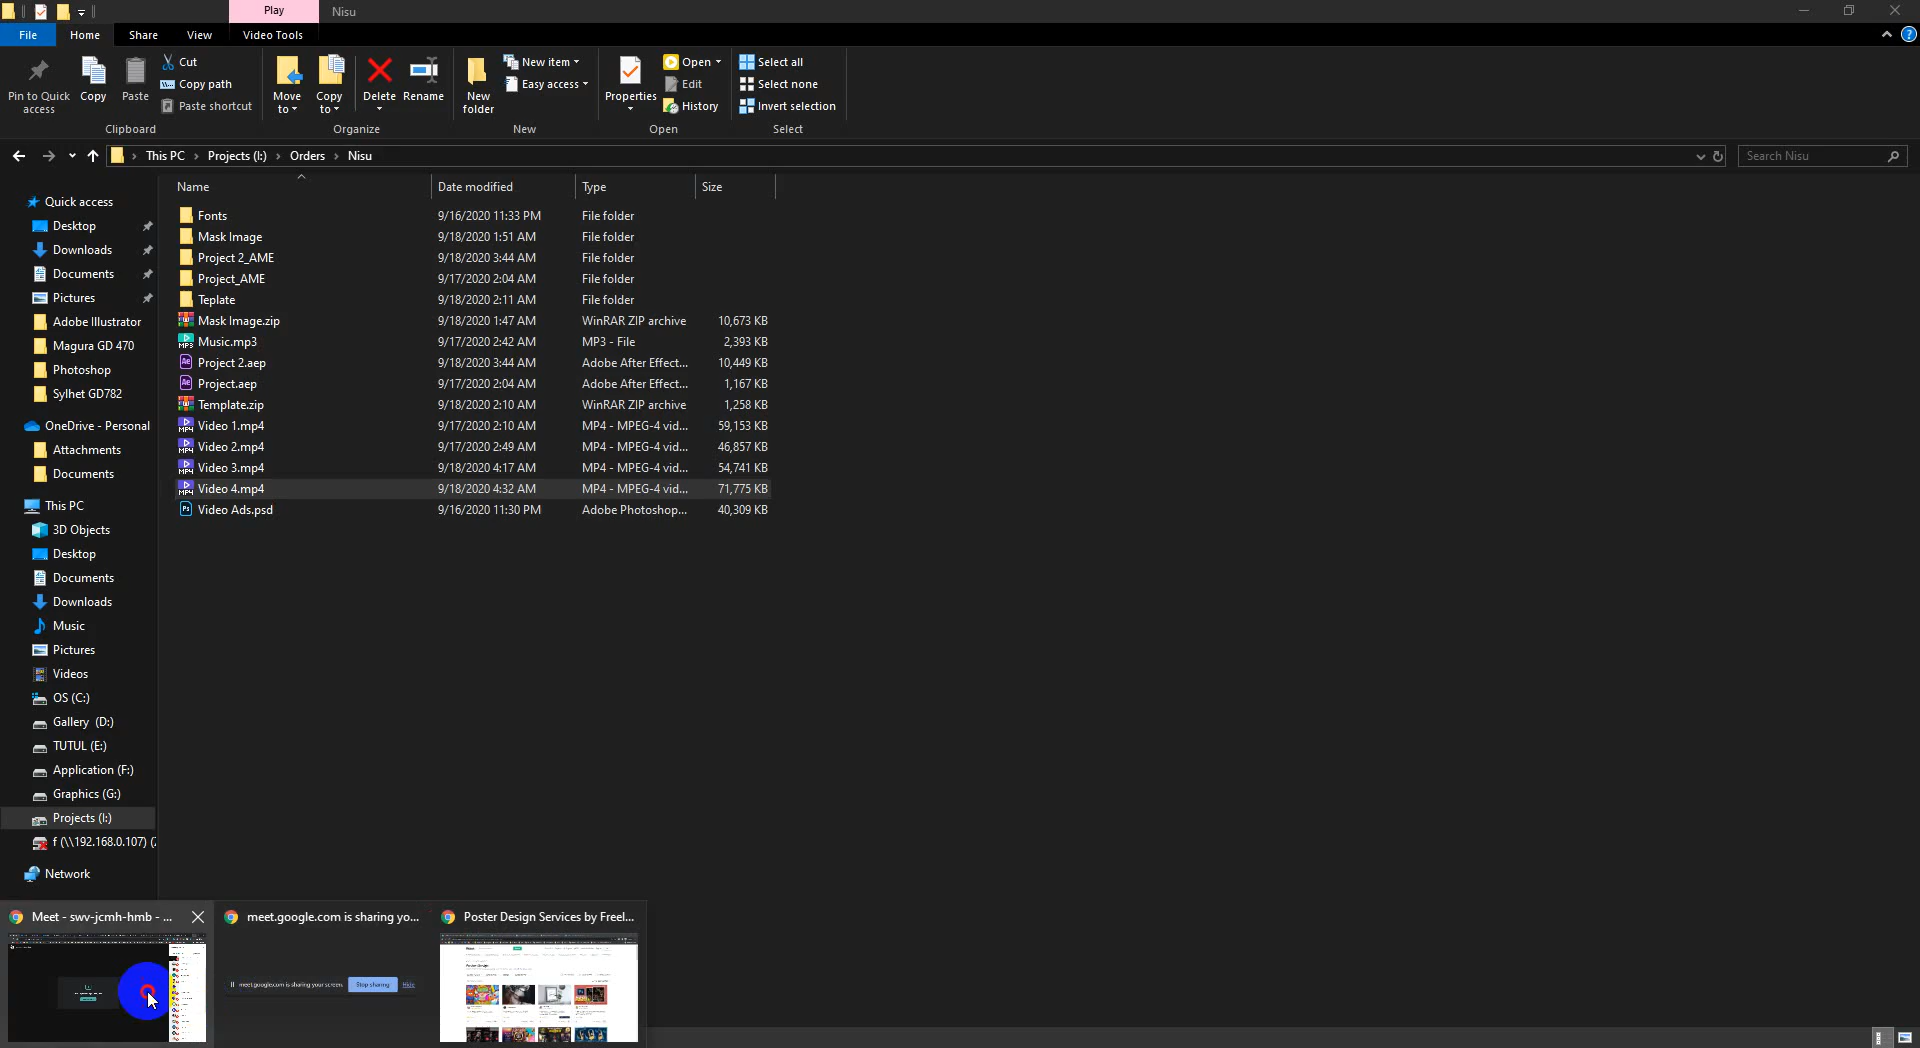 Play
Nisu
File
Home
Share
View
Video Tools
Pin to Quick access
Copy
Paste
Cut
Copy path
Paste shortcut
Clipboard
Move to
Copy to
Delete
Rename
Organize
New folder
New item
Easy access
New
Properties
Open
Edit
History
Open
Select all
Select none
Invert selection
Select
This PC > Projects (I:) > Orders > Nisu
Search Nisu
Name Date modified Type Size
Fonts 9/16/2020 11:33 PM File folder
Mask Image 9/18/2020 1:51 AM File folder
Project 2_AME 9/18/2020 3:44 AM File folder
Project_AME 9/17/2020 2:04 AM File folder
Teplate 9/18/2020 2:11 AM File folder
Mask Image.zip 9/18/2020 1:47 AM WinRAR ZIP archive 10,673 KB
Music.mp3 9/17/2020 2:42 AM MP3 - File 2,393 KB
Project 2.aep 9/18/2020 3:44 AM Adobe After Effect... 10,449 KB
Project.aep 9/17/2020 2:04 AM Adobe After Effect... 1,167 KB
Template.zip 9/18/2020 2:10 AM WinRAR ZIP archive 1,258 KB
Video 1.mp4 9/17/2020 2:10 AM MP4 - MPEG-4 vid... 59,153 KB
Video 2.mp4 9/17/2020 2:49 AM MP4 - MPEG-4 vid... 46,857 KB
Video 3.mp4 9/18/2020 4:17 AM MP4 - MPEG-4 vid... 54,741 KB
Video 4.mp4 9/18/2020 4:32 AM MP4 - MPEG-4 vid... 71,775 KB
Video Ads.psd 9/16/2020 11:30 PM Adobe Photoshop... 40,309 KB
Quick access
Desktop
Downloads
Documents
Pictures
Adobe Illustrator
Magura GD 470
Photoshop
Sylhet GD782
OneDrive - Personal
Attachments
Documents
This PC
3D Objects
Desktop
Documents
Downloads
Music
Pictures
Videos
OS (C:)
Gallery (D:)
TUTUL (E:)
Application (F:)
Graphics (G:)
Projects (I:)
f (\\192.168.0.107) (
Network
Meet - swv-jcmh-hmb - ...
meet.google.com is sharing yo...
Poster Design Services by Freel...
meet.google.com is sharing your screen.
Stop sharing
Hide